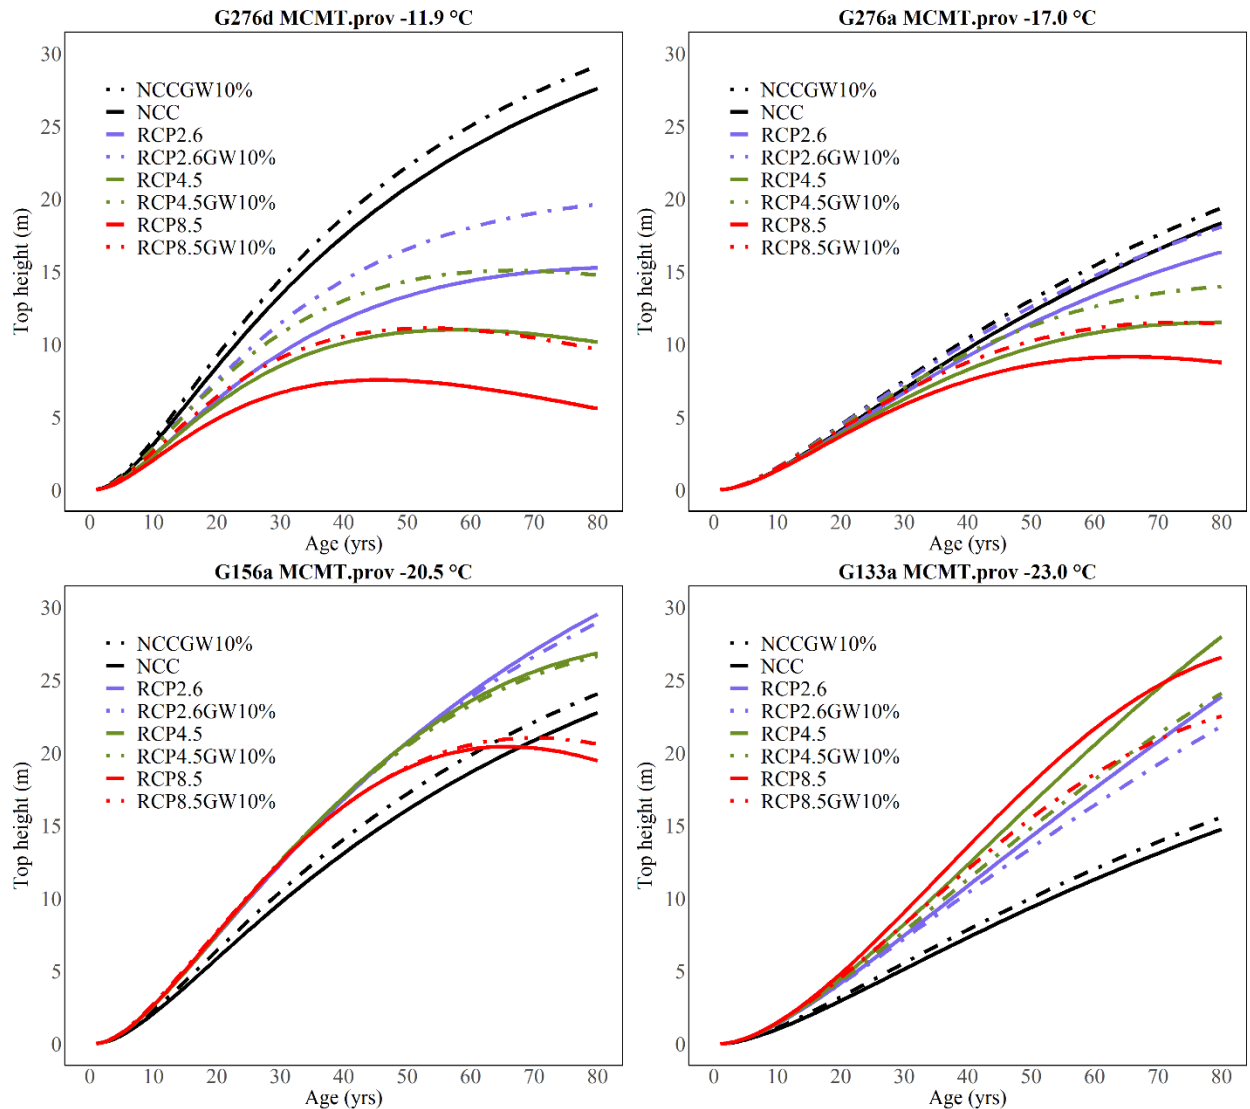 G276d MCMT.prov -11.9 °C
Top height (m)
30
25
20
15
10
5
0
NCCGW10%
NCC
RCP2.6
RCP2.6GW10%
RCP4.5
RCP4.5GW10%
RCP8.5
RCP8.5GW10%
0 10 20 30 40 50 60 70 80
Age (yrs)
G276a MCMT.prov -17.0 °C
Top height (m)
30
25
20
15
10
5
0
NCCGW10%
NCC
RCP2.6
RCP2.6GW10%
RCP4.5
RCP4.5GW10%
RCP8.5
RCP8.5GW10%
0 10 20 30 40 50 60 70 80
Age (yrs)
G156a MCMT.prov -20.5 °C
Top height (m)
30
25
20
15
10
5
0
NCCGW10%
NCC
RCP2.6
RCP2.6GW10%
RCP4.5
RCP4.5GW10%
RCP8.5
RCP8.5GW10%
0 10 20 30 40 50 60 70 80
Age (yrs)
G133a MCMT.prov -23.0 °C
Top height (m)
30
25
20
15
10
5
0
NCCGW10%
NCC
RCP2.6
RCP2.6GW10%
RCP4.5
RCP4.5GW10%
RCP8.5
RCP8.5GW10%
0 10 20 30 40 50 60 70 80
Age (yrs)